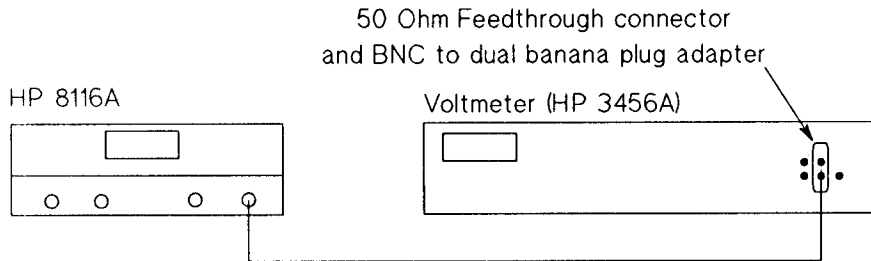 50 Ohm Feedthrough connector
and BNC to dual banana plug adapter
HP 8116A
Voltmeter (HP 3456A)